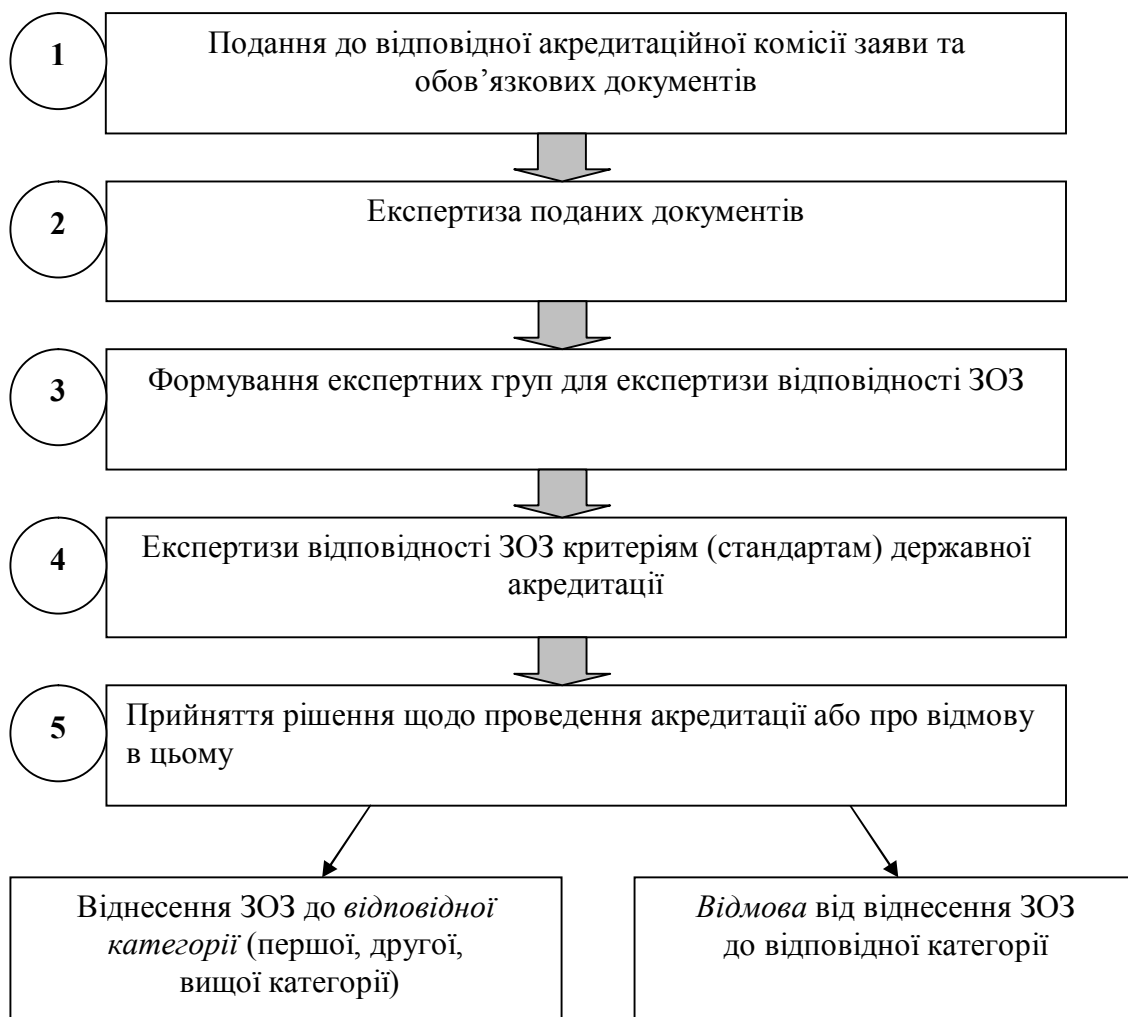 1
Подання до відповідної акредитаційної комісії заяви та
обов’язкових документів
2
Експертиза поданих документів
3
Формування експертних груп для експертизи відповідності ЗОЗ
4
Експертизи відповідності ЗОЗ критеріям (стандартам) державної
акредитації
5
Прийняття рішення щодо проведення акредитації або про відмову
в цьому
Віднесення ЗОЗ до відповідної
категорії (першої, другої,
вищої категорії)
Відмова від віднесення ЗОЗ
до відповідної категорії